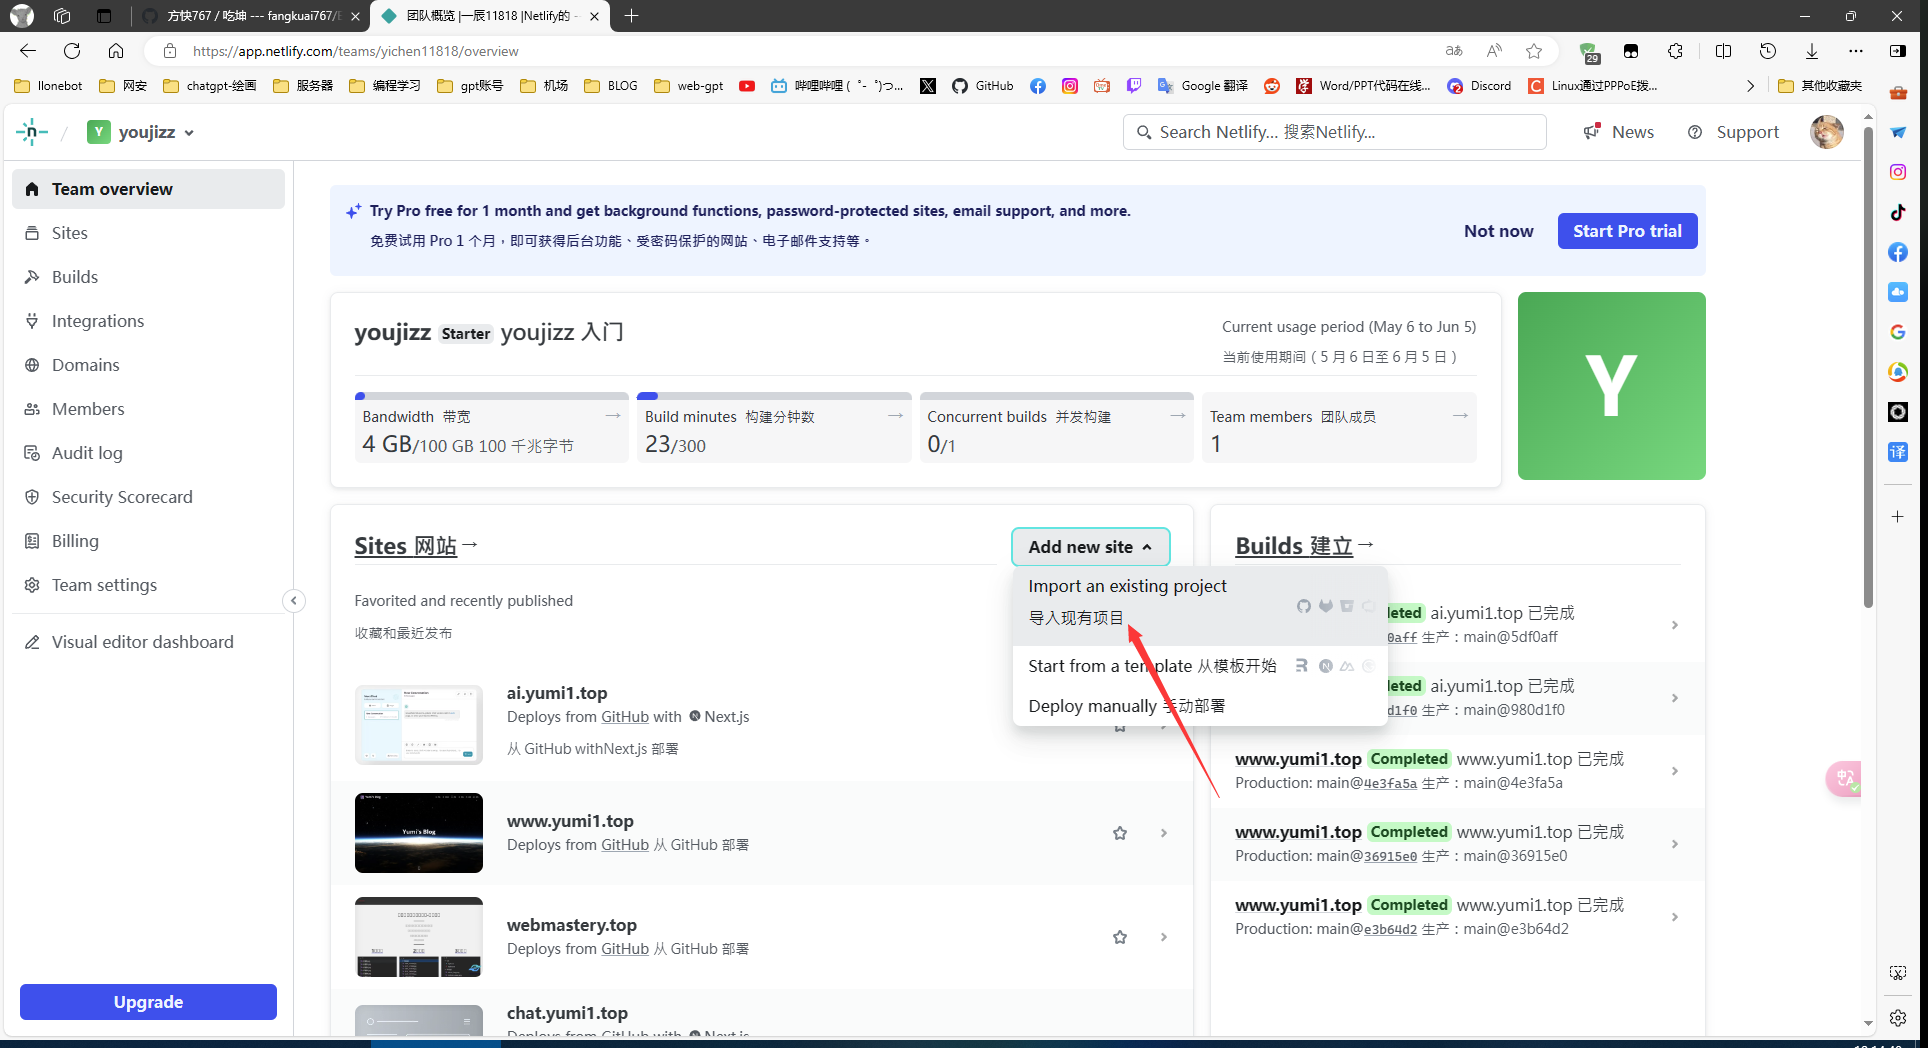 方快767 / 吃坤 --- fangkuai767/
团队概览 |一辰11818 |Netlify的
https://app.netlify.com/teams/yichen11818/overview
29
llonebot
网安
chatgpt-绘画
服务器
编程学习
gpt账号
机场
BLOG
web-gpt
哔哩哔哩 (゜-゜)つ...
GitHub
Google 翻译
Word/PPT代码在线...
Discord
Linux通过PPPoE拨...
其他收藏夹
Y youjizz
Search Netlify... 搜索Netlify...
News
Support
Team overview
Sites
Builds
Integrations
Domains
Members
Audit log
Security Scorecard
Billing
Team settings
Visual editor dashboard
Upgrade
Try Pro free for 1 month and get background functions, password-protected sites, email support, and more.
免费试用 Pro 1 个月，即可获得后台功能、受密码保护的网站、电子邮件支持等。
Not now
Start Pro trial
youjizz Starter youjizz 入门
Current usage period (May 6 to Jun 5)
当前使用期间（5 月 6 日至 6 月 5 日）
Bandwidth 带宽
4 GB/100 GB 100 千兆字节
Build minutes 构建分钟数
23/300
Concurrent builds 并发构建
0/1
Team members 团队成员
1
Y
Sites 网站
Add new site
Import an existing project
导入现有项目
Start from a template 从模板开始
Deploy manually 手动部署
Favorited and recently published
收藏和最近发布
ai.yumi1.top
Deploys from GitHub with Next.js
从 GitHub withNext.js 部署
Yumi's Blog
www.yumi1.top
Deploys from GitHub 从 GitHub 部署
webmastery.top
Deploys from GitHub 从 GitHub 部署
chat.yumi1.top
Deploys from GitHub with Next.js
Builds 建立
leted ai.yumi1.top 已完成
0aff 生产：main@5df0aff
leted ai.yumi1.top 已完成
d1f0 生产：main@980d1f0
www.yumi1.top Completed www.yumi1.top 已完成
Production: main@4e3fa5a 生产：main@4e3fa5a
www.yumi1.top Completed www.yumi1.top 已完成
Production: main@36915e0 生产：main@36915e0
www.yumi1.top Completed www.yumi1.top 已完成
Production: main@e3b64d2 生产：main@e3b64d2
译